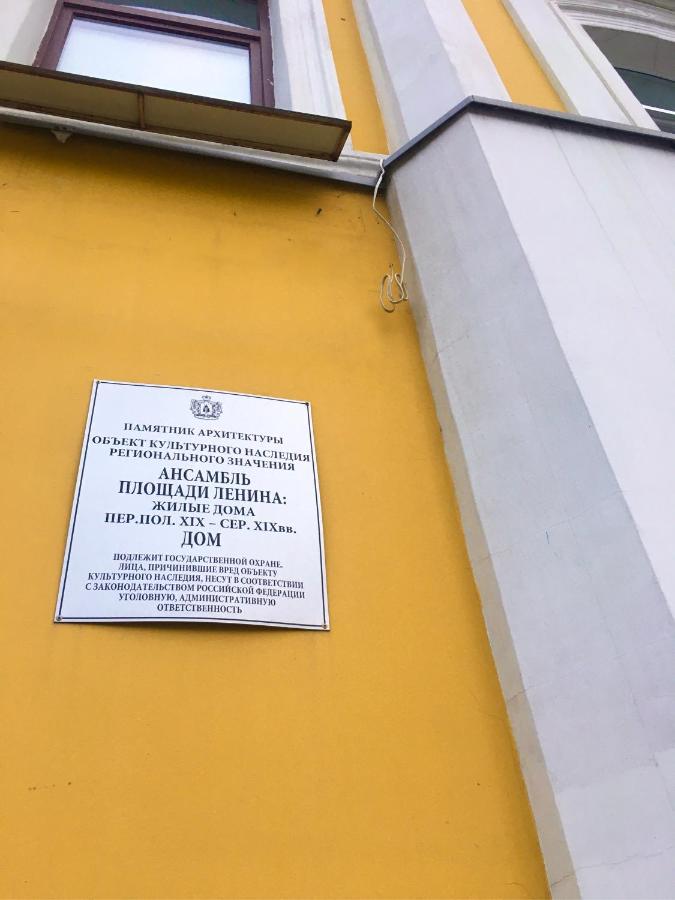 ПАМЯТНИК АРХИТЕКТУРЫ
ОБЪЕКТ КУЛЬТУРНОГО НАСЛЕДИЯ
РЕГИОНАЛЬНОГО ЗНАЧЕНИЯ
АНСАМБЛЬ
ПЛОЩАДИ ЛЕНИНА:
ЖИЛЫЕ ДОМА
ПЕР.ПОЛ. XIX – СЕР. XIXвв.
ДОМ
ПОДЛЕЖИТ ГОСУДАРСТВЕННОЙ ОХРАНЕ.
ЛИЦА, ПРИЧИНИВШИЕ ВРЕД ОБЪЕКТУ
КУЛЬТУРНОГО НАСЛЕДИЯ, НЕСУТ В СООТВЕТСТВИИ
С ЗАКОНОДАТЕЛЬСТВОМ РОССИЙСКОЙ ФЕДЕРАЦИИ
УГОЛОВНУЮ, АДМИНИСТРАТИВНУЮ
ОТВЕТСТВЕННОСТЬ